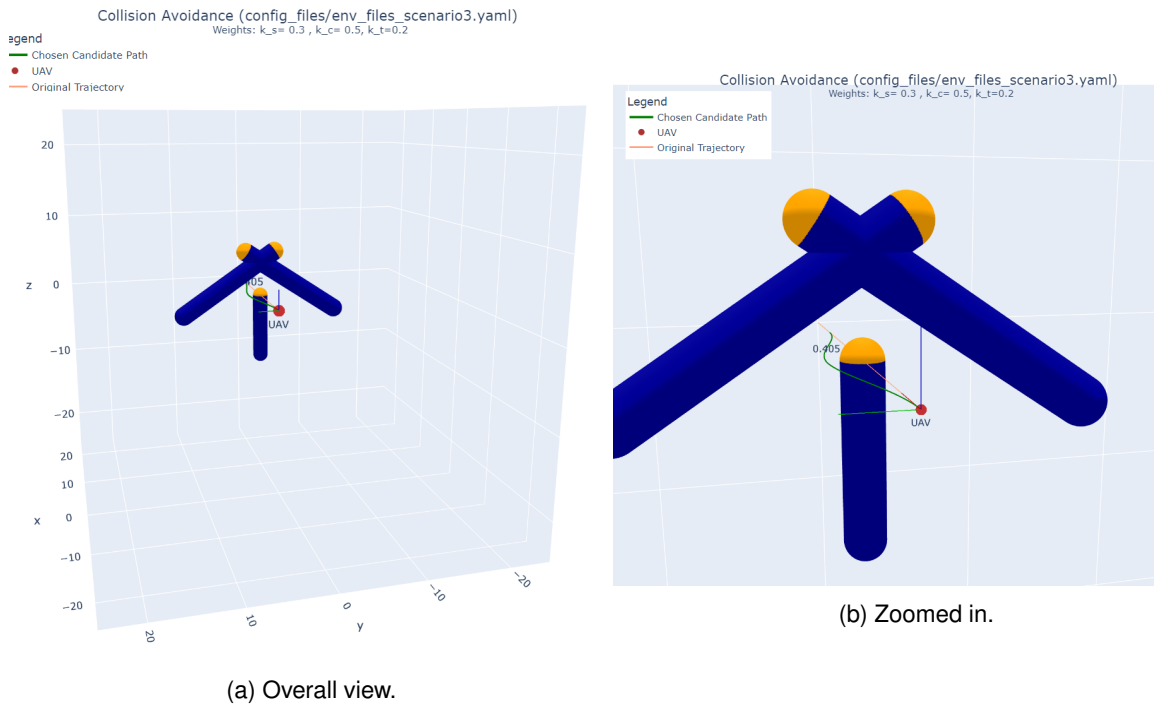 Collision Avoidance (config_files/env_files_scenario3.yaml)
Weights: k_s= 0.3 , k_c= 0.5, k_t=0.2
egend
Chosen Candidate Path
UAV
Original Trajectory
20
10
z
0
−10
−20
20
10
x
0
−10
−20
20
10
0
y
−10
−20
UAV
(a) Overall view.
Collision Avoidance (config_files/env_files_scenario3.yaml)
Weights: k_s= 0.3 , k_c= 0.5, k_t=0.2
Legend
Chosen Candidate Path
UAV
Original Trajectory
0.405
UAV
(b) Zoomed in.